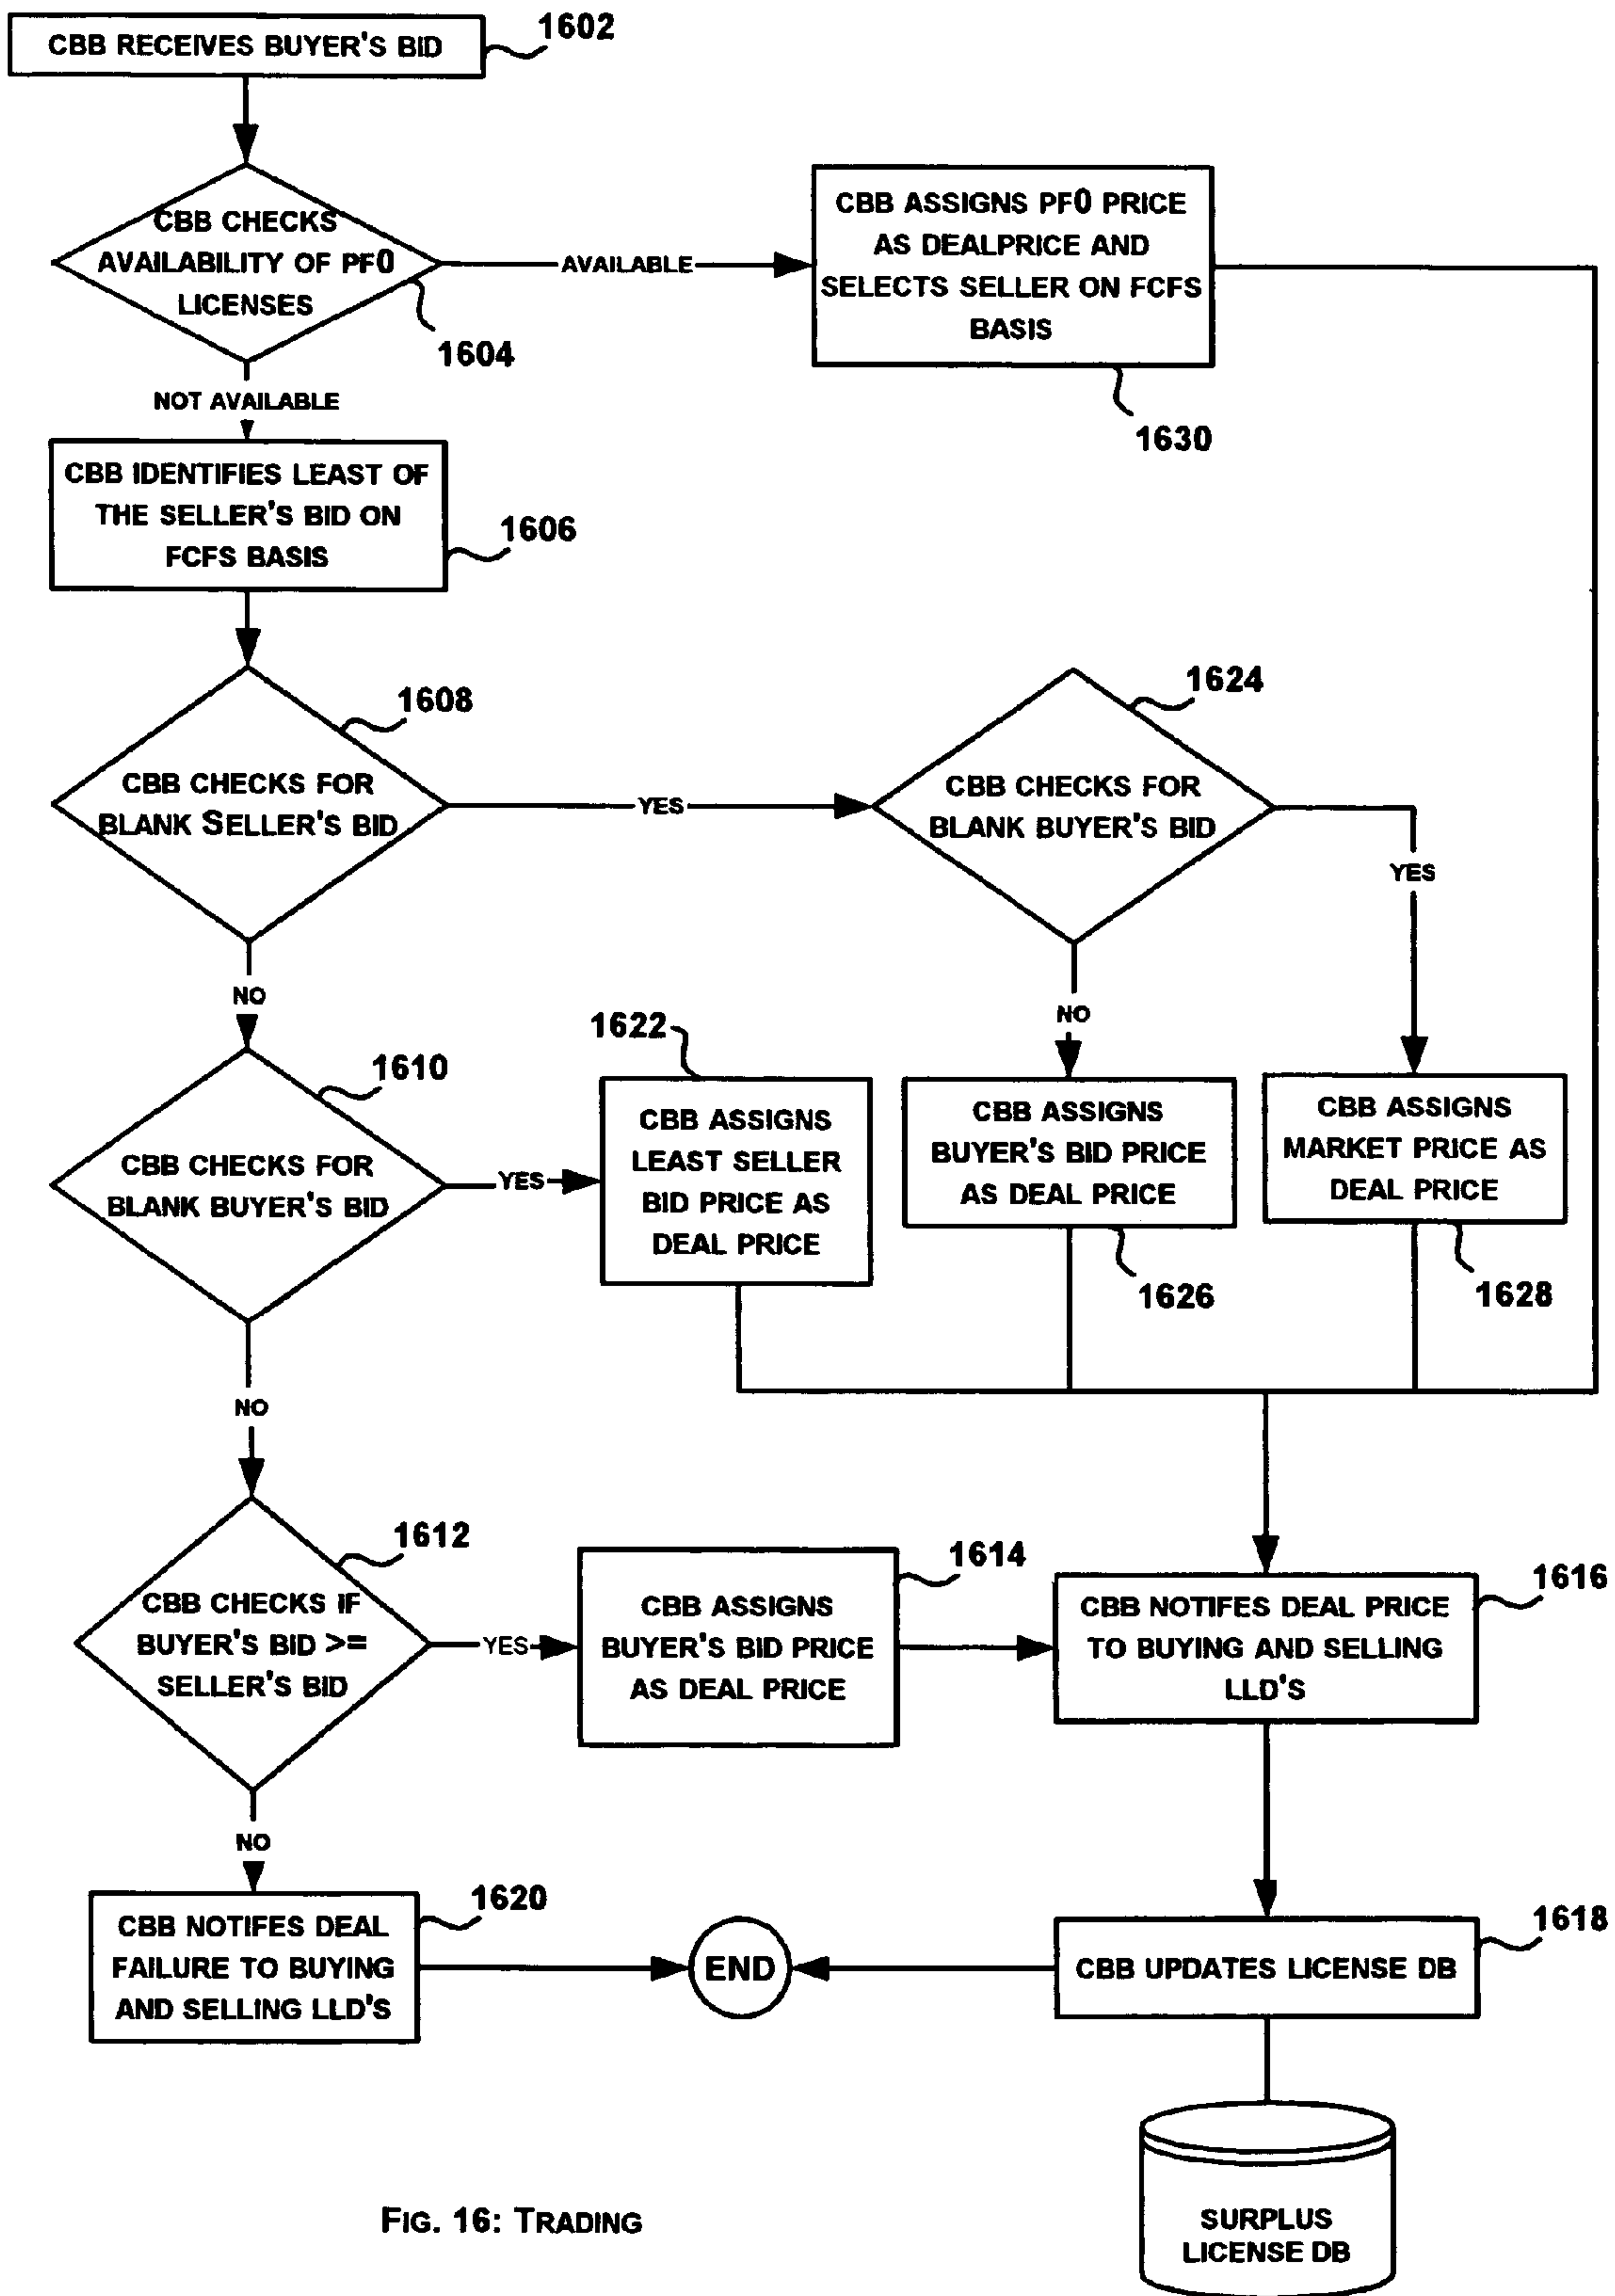 CBB RECEIVES BUYER'S BID
1602
CBB CHECKS
AVAILABILITY OF PF0
LICENSES
1604
AVAILABLE
CBB ASSIGNS PF0 PRICE
AS DEALPRICE AND
SELECTS SELLER ON FCFS
BASIS
1630
NOT AVAILABLE
CBB IDENTIFIES LEAST OF
THE SELLER'S BID ON
FCFS BASIS
1606
1608
CBB CHECKS FOR
BLANK SELLER'S BID
YES
1624
CBB CHECKS FOR
BLANK BUYER'S BID
YES
NO
NO
1610
CBB CHECKS FOR
BLANK BUYER'S BID
YES
1622
CBB ASSIGNS
LEAST SELLER
BID PRICE AS
DEAL PRICE
CBB ASSIGNS
BUYER'S BID PRICE
AS DEAL PRICE
1626
CBB ASSIGNS
MARKET PRICE AS
DEAL PRICE
1628
NO
1612
CBB CHECKS IF
BUYER'S BID >=
SELLER'S BID
YES
1614
CBB ASSIGNS
BUYER'S BID PRICE
AS DEAL PRICE
1616
CBB NOTIFES DEAL PRICE
TO BUYING AND SELLING
LLD'S
NO
1620
CBB NOTIFES DEAL
FAILURE TO BUYING
AND SELLING LLD'S
END
1618
CBB UPDATES LICENSE DB
SURPLUS
LICENSE DB
FIG. 16: TRADING